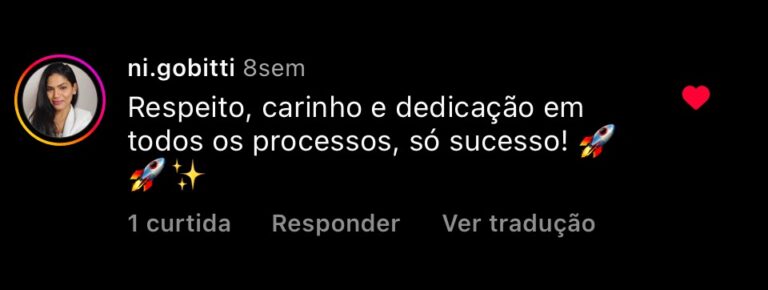 ni.gobitti 8sem
Respeito, carinho e dedicação em
todos os processos, só sucesso! 🚀
🚀✨
1 curtida Responder Ver tradução